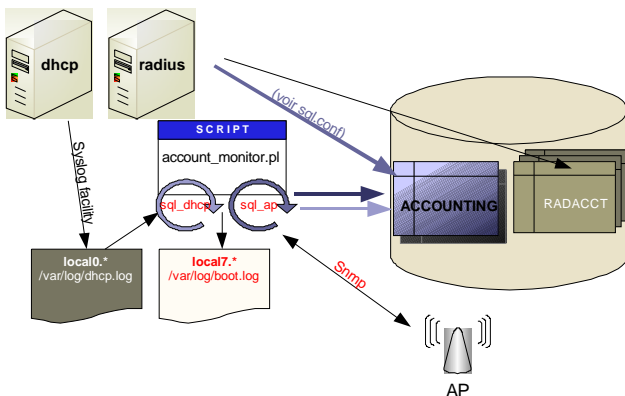 dhcp
radius
(voir sql.conf)
SCRIPT
account_monitor.pl
Syslog facility
sql_dhcp
sql_ap
ACCOUNTING
RADACCT
local0.*
/var/log/dhcp.log
local7.*
/var/log/boot.log
Snmp
AP